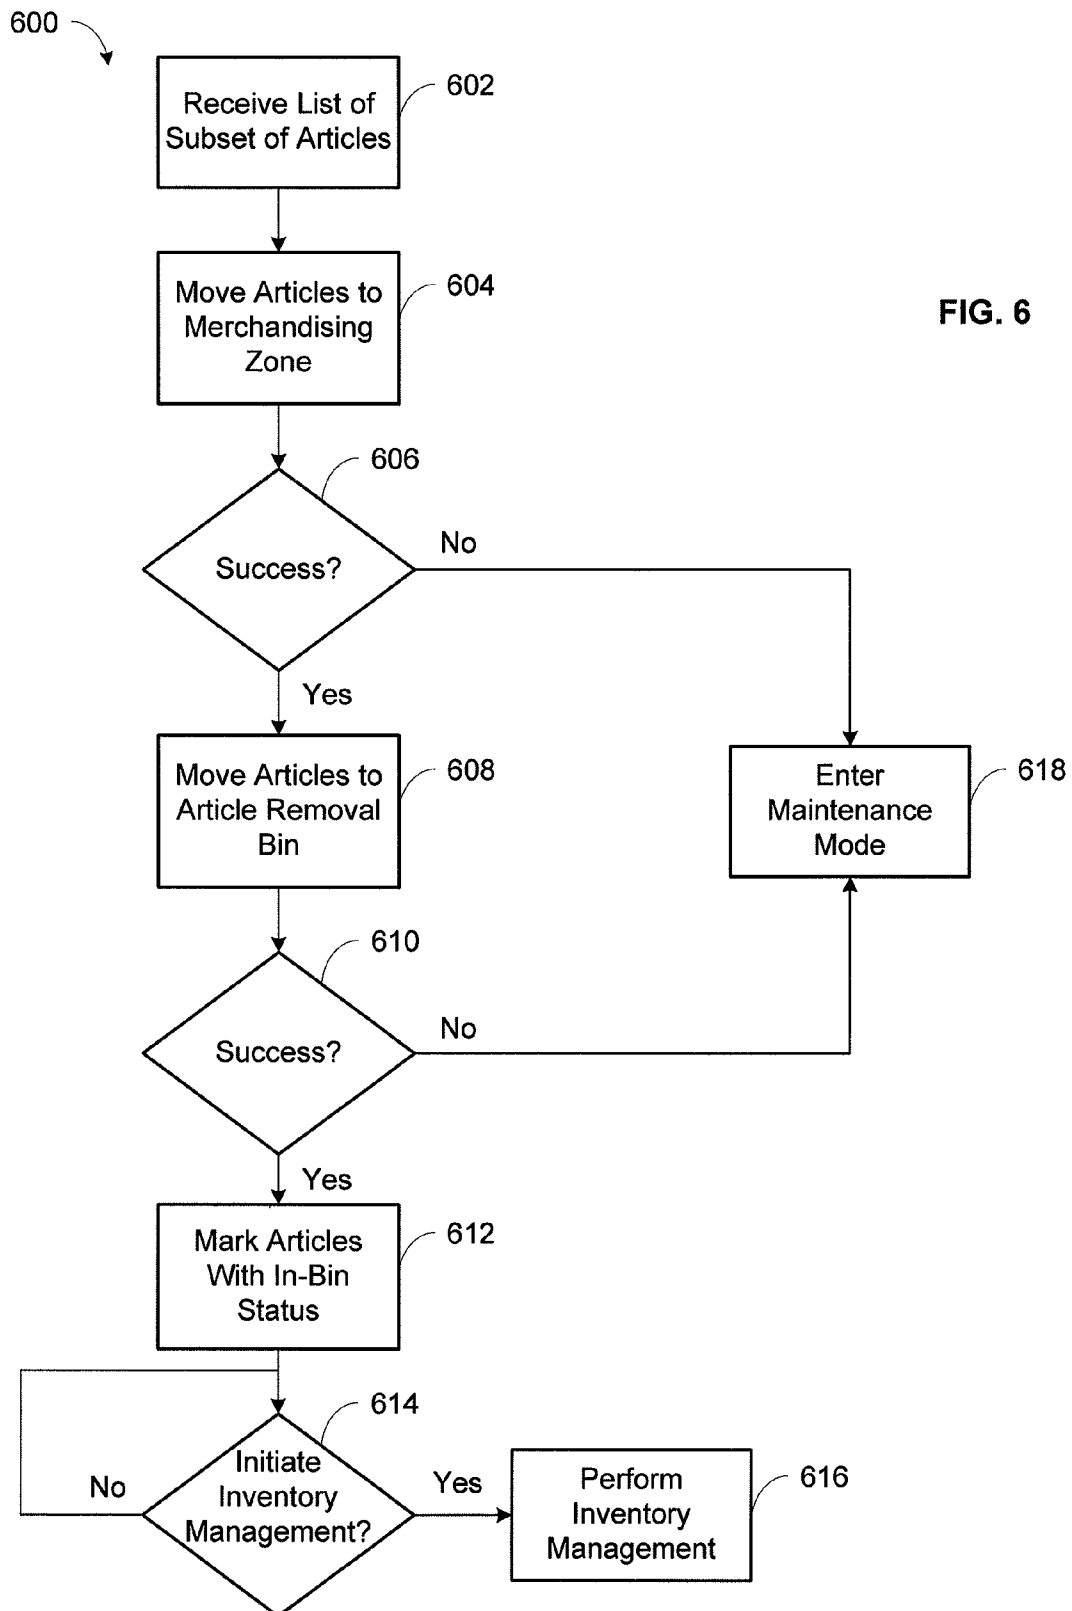 600
Receive List of
Subset of Articles
602
Move Articles to
Merchandising
Zone
604
FIG. 6
606
Success?
No
Yes
Move Articles to
Article Removal
Bin
608
Enter
Maintenance
Mode
618
610
Success?
No
Yes
Mark Articles
With In-Bin
Status
612
614
Initiate
Inventory
Management?
No
Yes
Perform
Inventory
Management
616